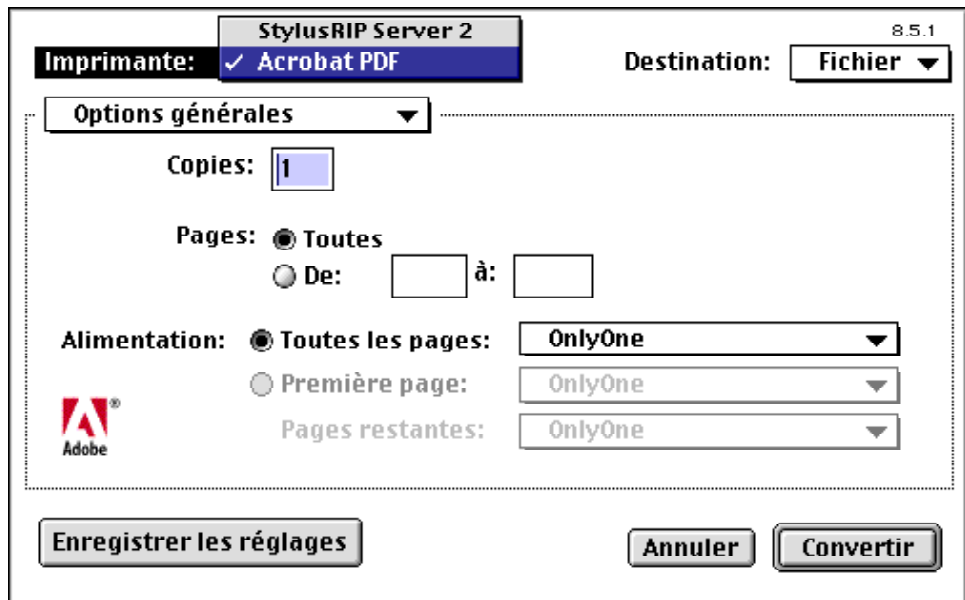 StylusRIP Server 2
8.5.1
Imprimante: ✓ Acrobat PDF Destination: Fichier
Options générales
Copies: 1
Pages: Toutes
De: à:
Alimentation: Toutes les pages: OnlyOne
Première page: OnlyOne
Pages restantes: OnlyOne
Adobe®
Enregistrer les réglages Annuler Convertir